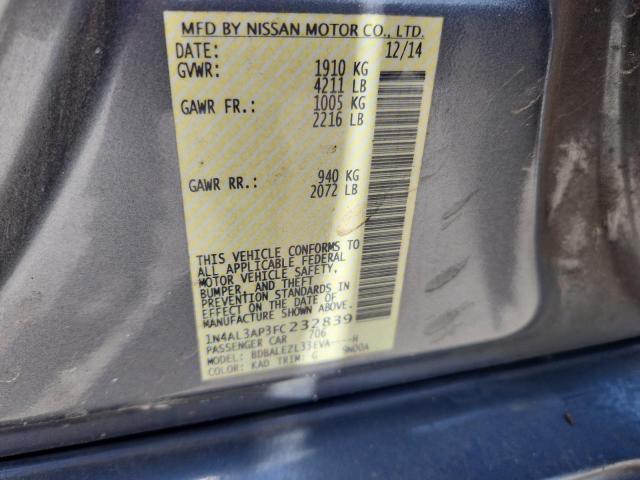 MFD BY NISSAN MOTOR CO., LTD.
DATE: 12/14
GVWR: 1910 KG
4211 LB
GAWR FR.: 1005 KG
2216 LB
GAWR RR.: 940 KG
2072 LB
THIS VEHICLE CONFORMS TO
ALL APPLICABLE FEDERAL
MOTOR VEHICLE SAFETY,
BUMPER, AND THEFT
PREVENTION STANDARDS IN
EFFECT ON THE DATE OF
MANUFACTURE SHOWN ABOVE.
1N4AL3AP3FC232839
PASSENGER CAR 706
MODEL: BDBALEZL33EVA----H
COLOR: KAD TRIM: G 9N00A